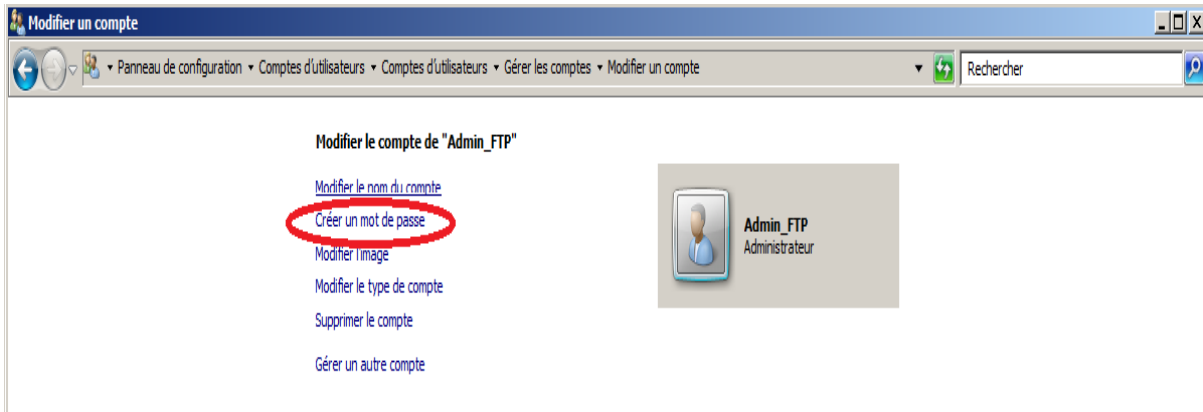 Modifier un compte
Panneau de configuration Comptes d'utilisateurs Comptes d'utilisateurs Gérer les comptes Modifier un compte
Rechercher
Modifier le compte de "Admin_FTP"
Modifier le nom du compte
Créer un mot de passe
Modifier l'image
Modifier le type de compte
Supprimer le compte
Gérer un autre compte
Admin_FTP
Administrateur